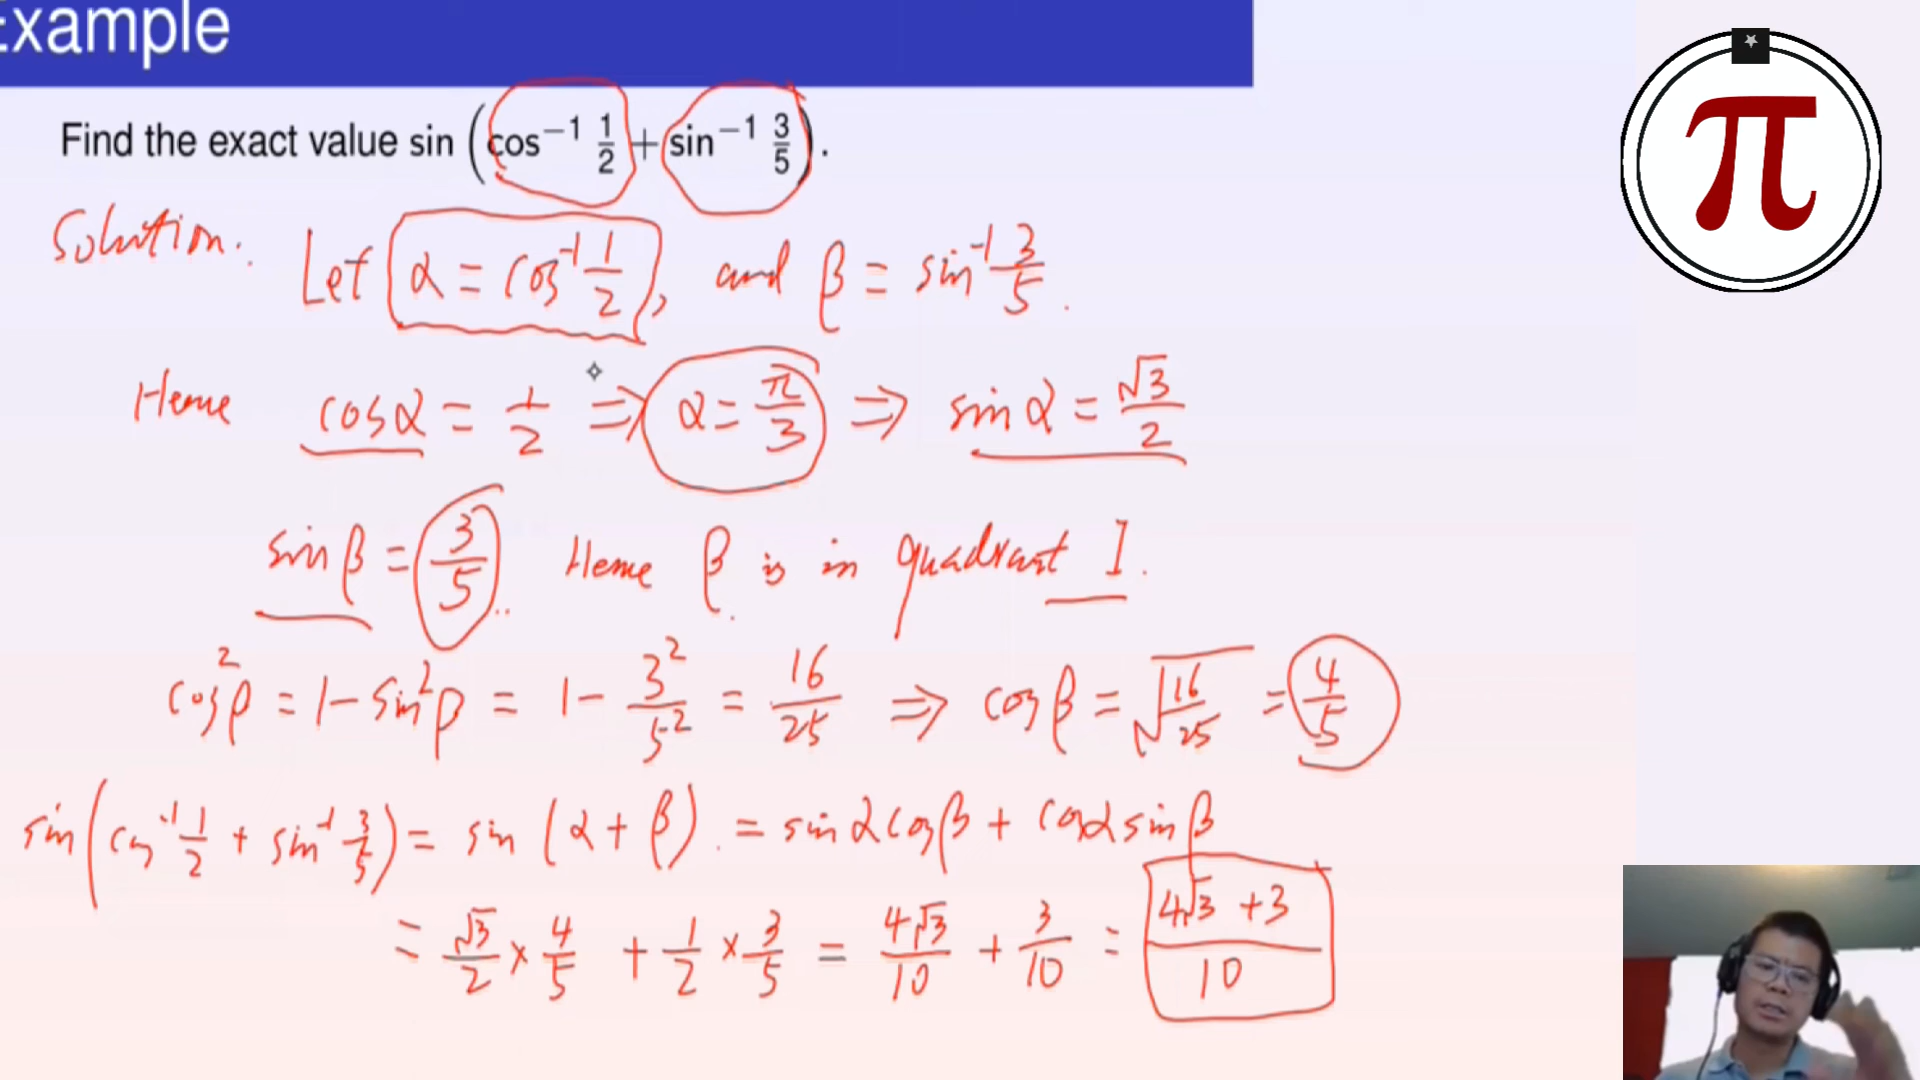 Example
Find the exact value sin (cos⁻¹ 1/2 + sin⁻¹ 3/5).
Solution: Let α = cos⁻¹ 1/2, and β = sin⁻¹ 3/5.
Hence cosα = 1/2 ⇒ α = π/3 ⇒ sin α = √3/2
sin β = 3/5. Hence β is in quadrant I.
cos²β = 1 - sin²β = 1 - 3²/5² = 16/25 ⇒ cos β = √(16/25) = 4/5
sin(cos⁻¹ 1/2 + sin⁻¹ 3/5) = sin (α + β) = sin α cos β + cos α sin β
= √3/2 × 4/5 + 1/2 × 3/5 = 4√3/10 + 3/10 = (4√3 + 3)/10
π